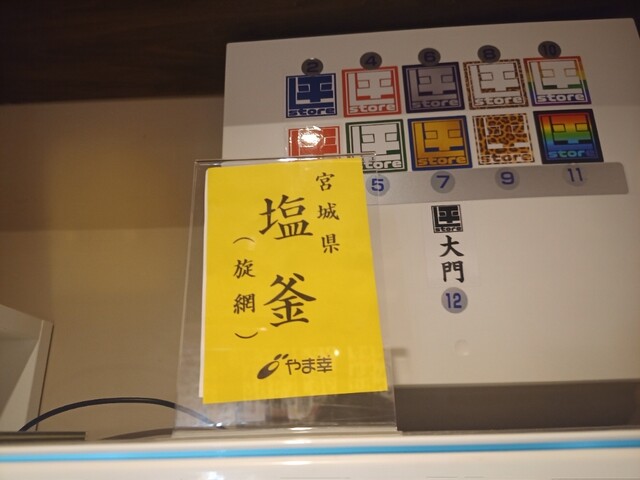 宮城県
塩釜
（旋網）
やま幸
2
4
6
8
10
store
store
store
store
store
store
store
store
store
store
5
7
9
11
store
大門
12